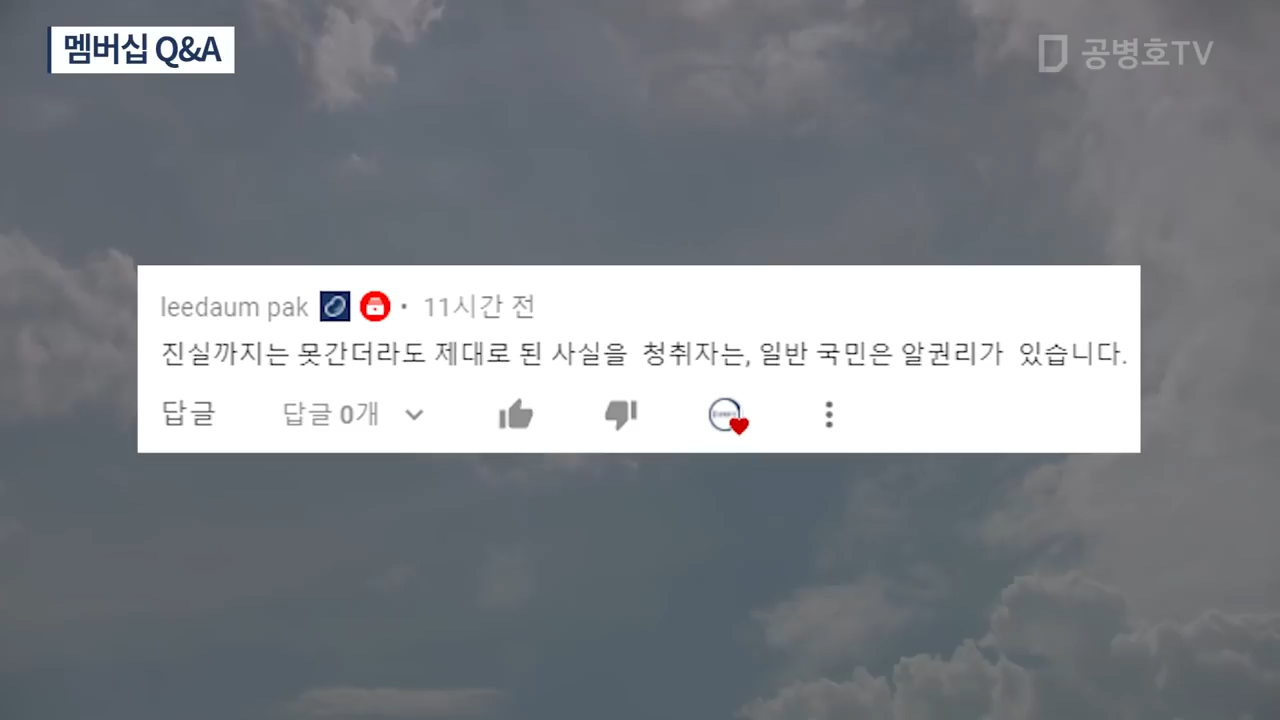 멤버십 Q&A
공병호TV
leedaum pak • 11시간 전
진실까지는 못간더라도 제대로 된 사실을 청취자는, 일반 국민은 알권리가 있습니다.
답글 답글 0개